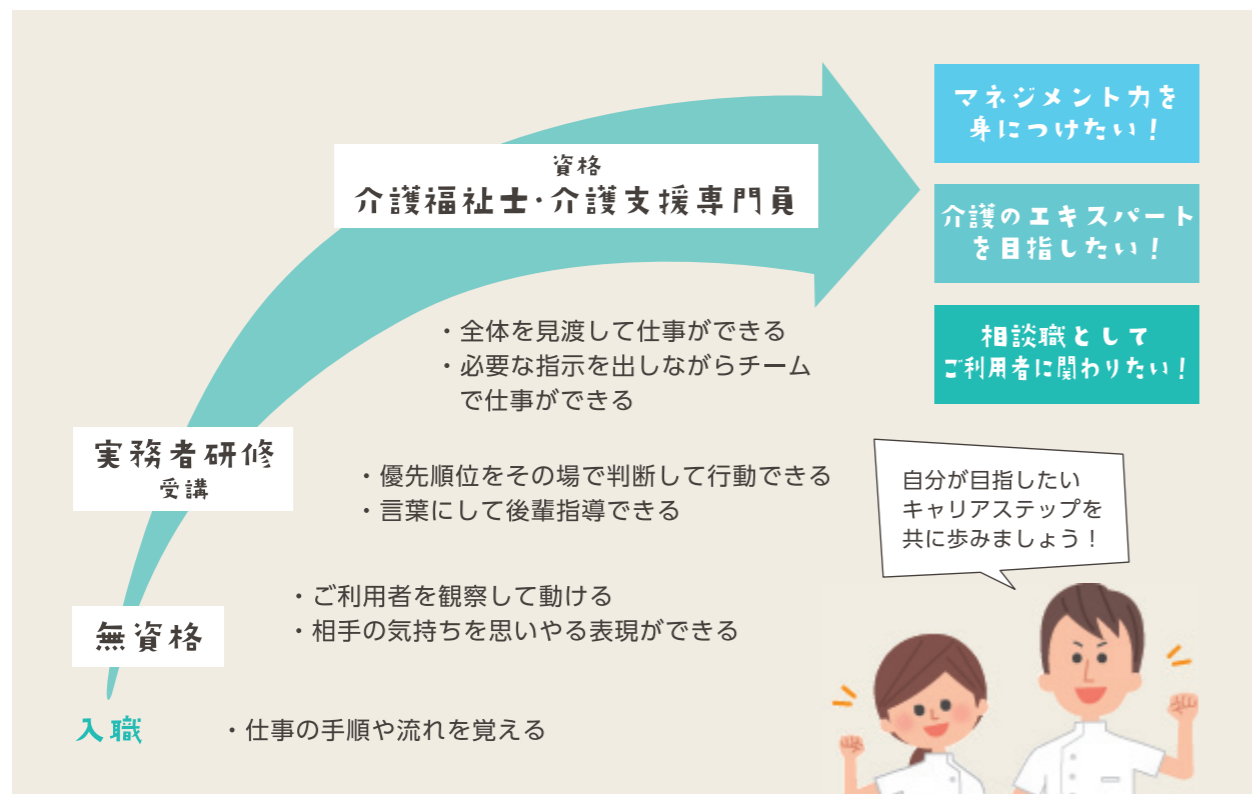 マネジメント力を
身につけたい！
資格
介護福祉士・介護支援専門員
介護のエキスパート
を目指したい！
相談職として
ご利用者に関わりたい！
・全体を見渡して仕事ができる
・必要な指示を出しながらチーム
で仕事ができる
実務者研修
受講
・優先順位をその場で判断して行動できる
・言葉にして後輩指導できる
自分が目指したい
キャリアステップを
共に歩みましょう！
・ご利用者を観察して動ける
・相手の気持ちを思いやる表現ができる
無資格
入職
・仕事の手順や流れを覚える